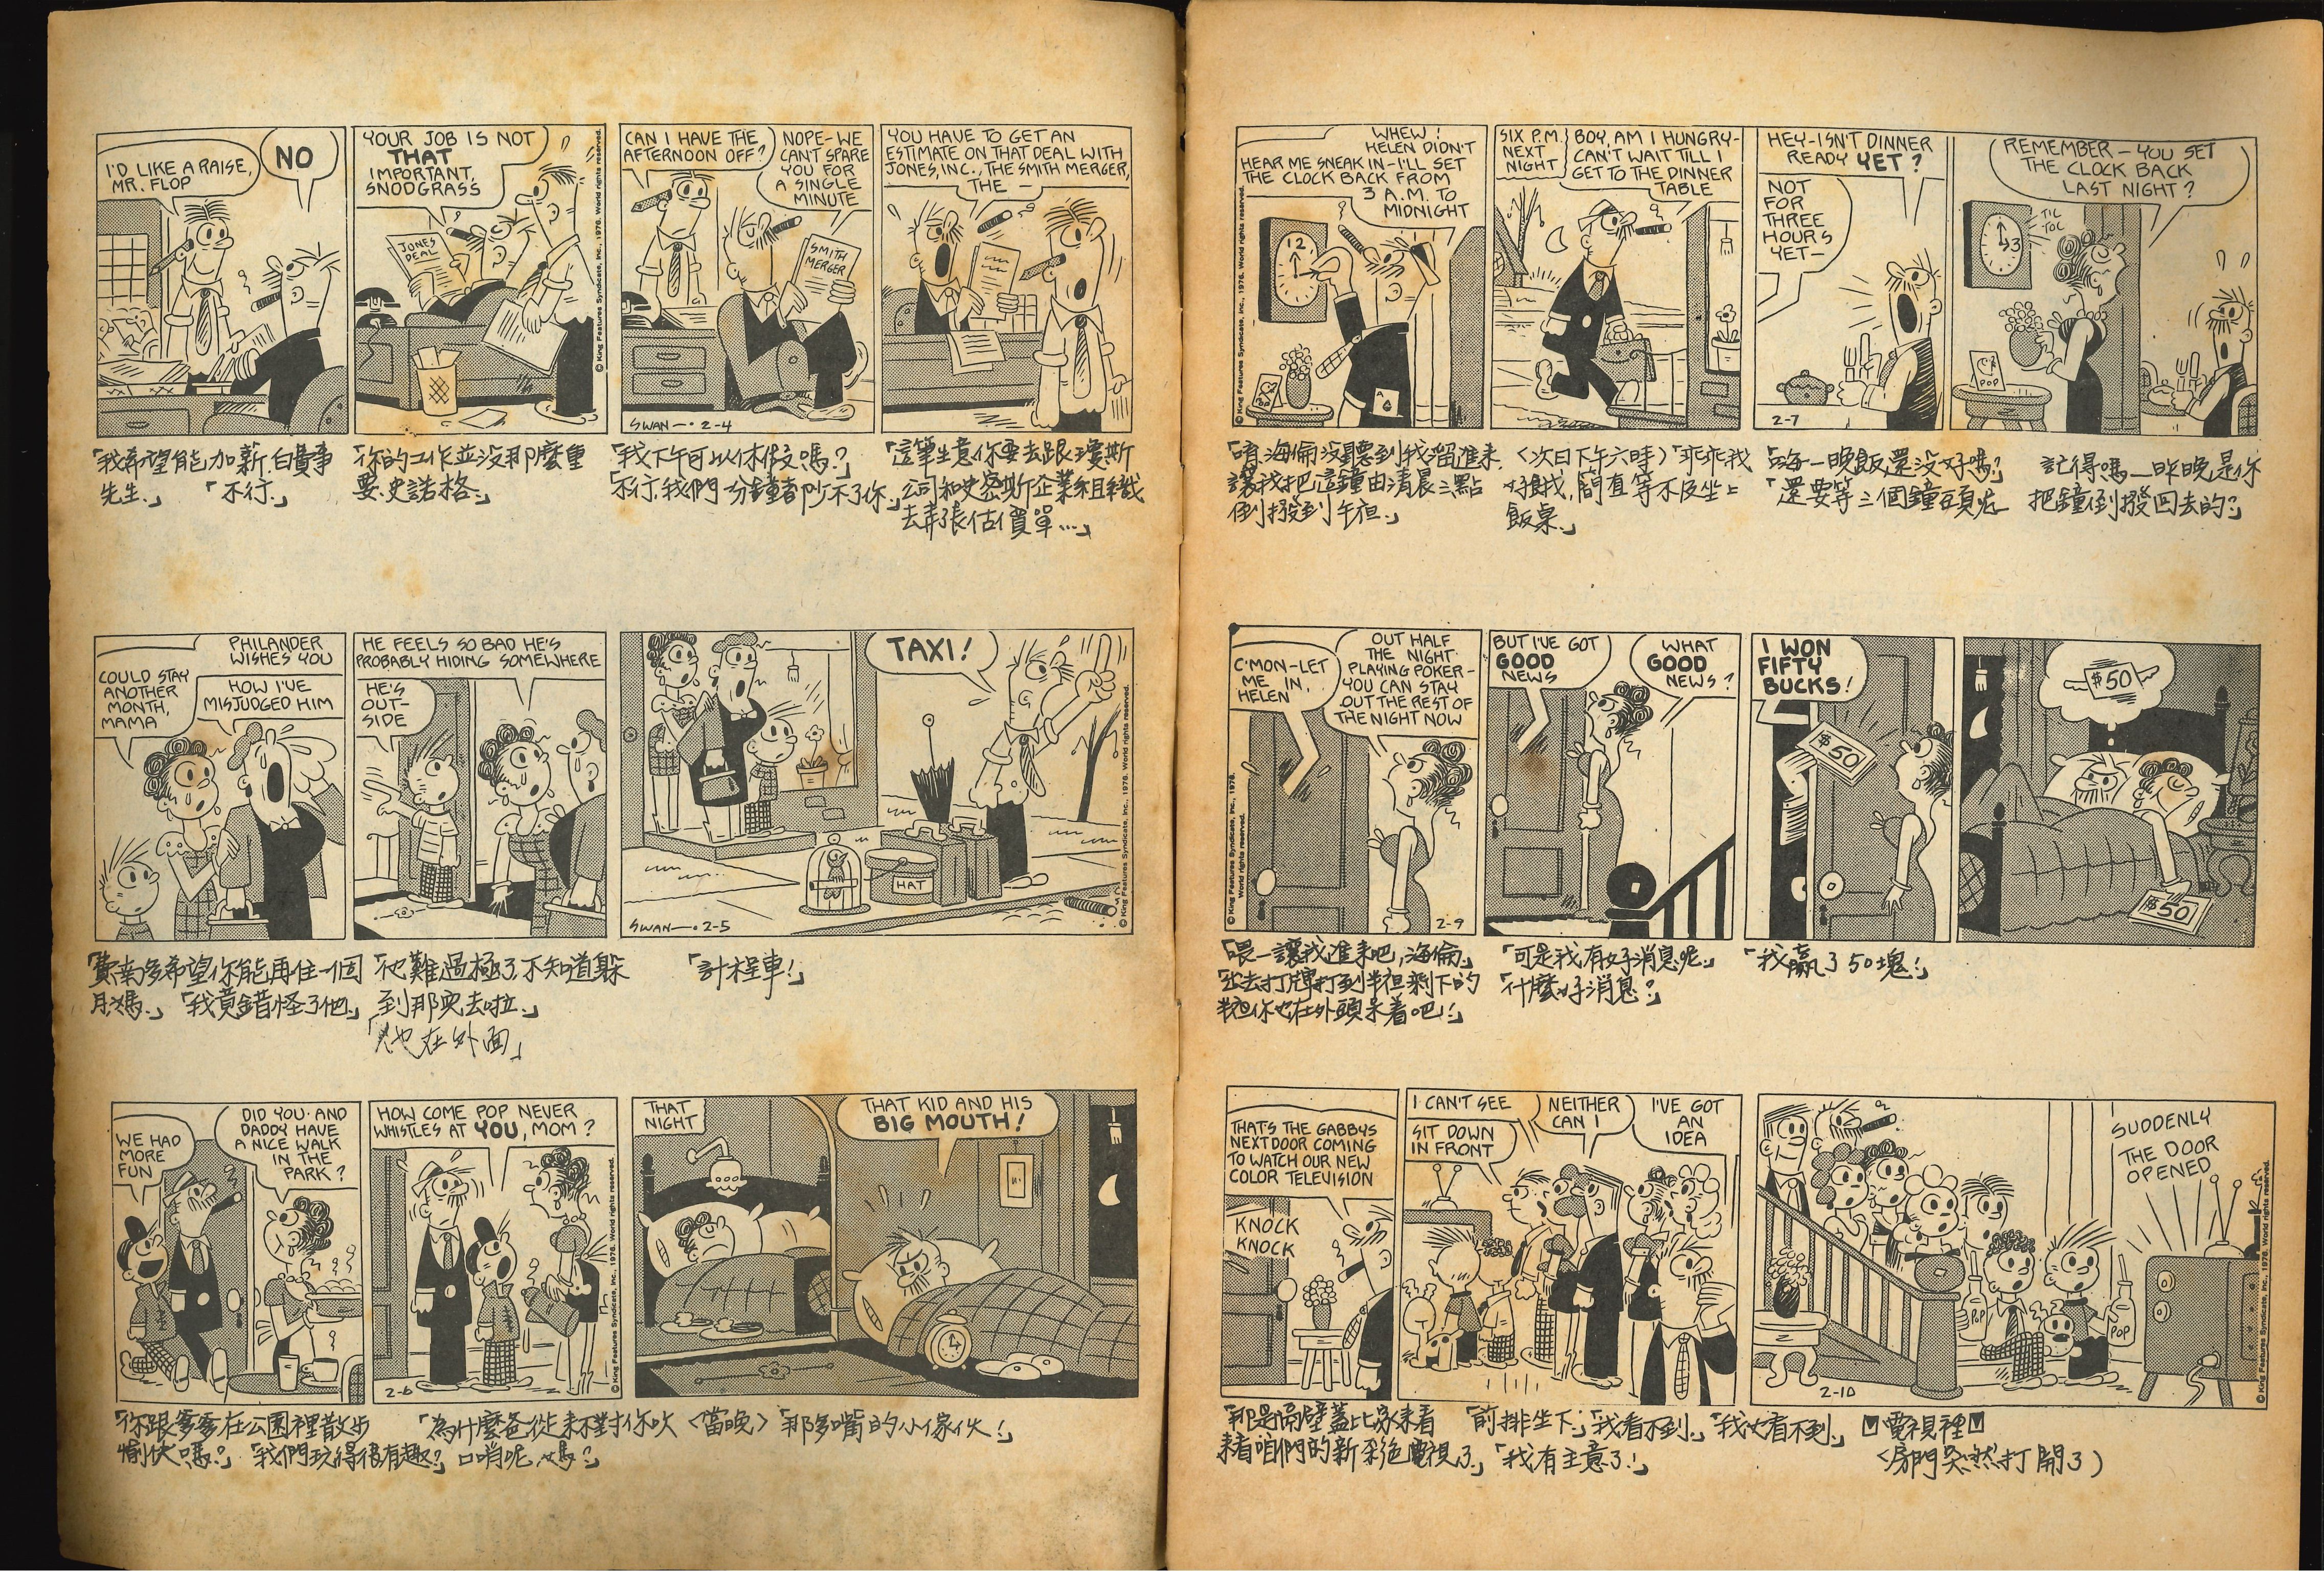 I'D LIKE A RAISE,
MR. FLOP
NO
YOUR JOB IS NOT
THAT
IMPORTANT,
SNODGRASS
JONES
DEAL
© King Features Syndicate, Inc., 1976. World rights reserved.
CAN I HAVE THE
AFTERNOON OFF?
NOPE-WE
CAN'T SPARE
YOU FOR
A SINGLE
MINUTE
SMITH
MERGER
SWAN—• 2-4
YOU HAVE TO GET AN
ESTIMATE ON THAT DEAL WITH
JONES, INC., THE SMITH MERGER,
THE —
「我希望能加薪,白費事
先生.」 「不行.」
「你的工作並沒那麼重
要.史諾格.」
「我下午可以休假嗎?」
「不行.我們一分鐘都少不了你.」
「這筆生意你要去跟瓊斯
公司和史密斯企業組織
去弄張估價單…」
PHILANDER
WISHES YOU
COULD STAY
ANOTHER
MONTH,
MAMA
HOW I'VE
MISJUDGED HIM
HE FEELS SO BAD HE'S
PROBABLY HIDING SOMEWHERE
HE'S
OUT-
SIDE
TAXI!
HAT
SWAN—• 2-5
© King Features Syndicate, Inc., 1976. World rights reserved.
「費南多希望你能再住一個
月.媽.」 「我竟錯怪了他.」
「他難過極了.不知道躲
到那兒去啦.」
「他在外面」
「計程車!」
WE HAD
MORE
FUN
DID YOU AND
DADDY HAVE
A NICE WALK
IN THE
PARK?
HOW COME POP NEVER
WHISTLES AT YOU, MOM?
2-6
© King Features Syndicate, Inc., 1976. World rights reserved.
THAT
NIGHT
THAT KID AND HIS
BIG MOUTH!
「你跟爹爹在公園裡散步
愉快嗎?」 「我們玩得很有趣?」
「為什麼爸從來不對你吹
口哨呢.媽?」
〈當晚〉「那多嘴的小傢伙!」
WHEW!
HELEN DIDN'T
HEAR ME SNEAK IN-I'LL SET
THE CLOCK BACK FROM
3 A.M. TO
MIDNIGHT
12
© King Features Syndicate, Inc., 1976. World rights reserved.
SIX P.M.
NEXT
NIGHT
BOY, AM I HUNGRY-
CAN'T WAIT TILL I
GET TO THE DINNER
TABLE
HEY-ISN'T DINNER
READY YET?
NOT
FOR
THREE
HOURS
YET—
2-7
REMEMBER — YOU SET
THE CLOCK BACK
LAST NIGHT?
TIC
TOC
3
POP
「唷,海倫沒聽到我溜進來,
讓我把這鐘由清晨三點
倒撥到午夜.」
〈次日下午六時〉「乖乖我
好餓,簡直等不及坐上
飯桌.」
「嗨—晚飯還沒好嗎?」
「還要等三個鐘頭呢—
記得嗎—昨晚是你
把鐘倒撥回去的?」
C'MON-LET
ME IN,
HELEN
OUT HALF
THE NIGHT
PLAYING POKER-
YOU CAN STAY
OUT THE REST OF
THE NIGHT NOW
2-9
© King Features Syndicate, Inc., 1976.
World rights reserved.
BUT I'VE GOT
GOOD
NEWS
WHAT
GOOD
NEWS?
I WON
FIFTY
BUCKS!
$50
$50
$50
「喂—讓我進來吧,海倫.」
「出去打牌打到半夜剩下的
半夜你也在外頭呆着吧!」
「可是我有好消息呢.」
「什麼好消息?」
「我贏了50塊!」
THAT'S THE GABBYS
NEXT DOOR COMING
TO WATCH OUR NEW
COLOR TELEVISION
KNOCK
KNOCK
I CAN'T SEE
SIT DOWN
IN FRONT
NEITHER
CAN I
I'VE GOT
AN
IDEA
SUDDENLY
THE DOOR
OPENED
POP
POP
2-10
© King Features Syndicate, Inc., 1976. World rights reserved.
「那是隔壁蓋比家來看
來看咱們的新彩色電視了.」
「前排坐下.」「我看不到.」「我也看不到.」
「我有主意了!」
電視裡
〈房門突然打開了)